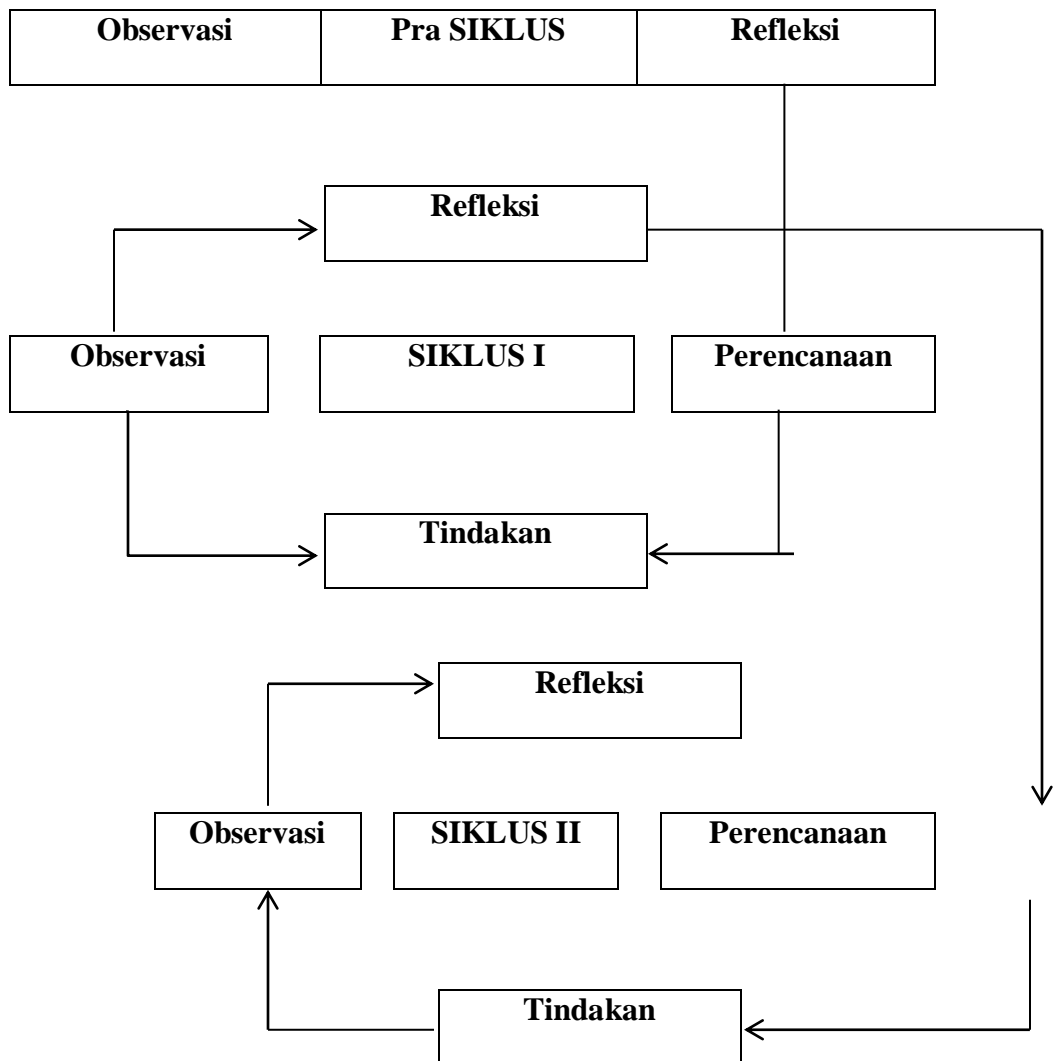 Observasi Pra SIKLUS Refleksi
Refleksi
Observasi SIKLUS I Perencanaan
Tindakan
Refleksi
Observasi SIKLUS II Perencanaan
Tindakan